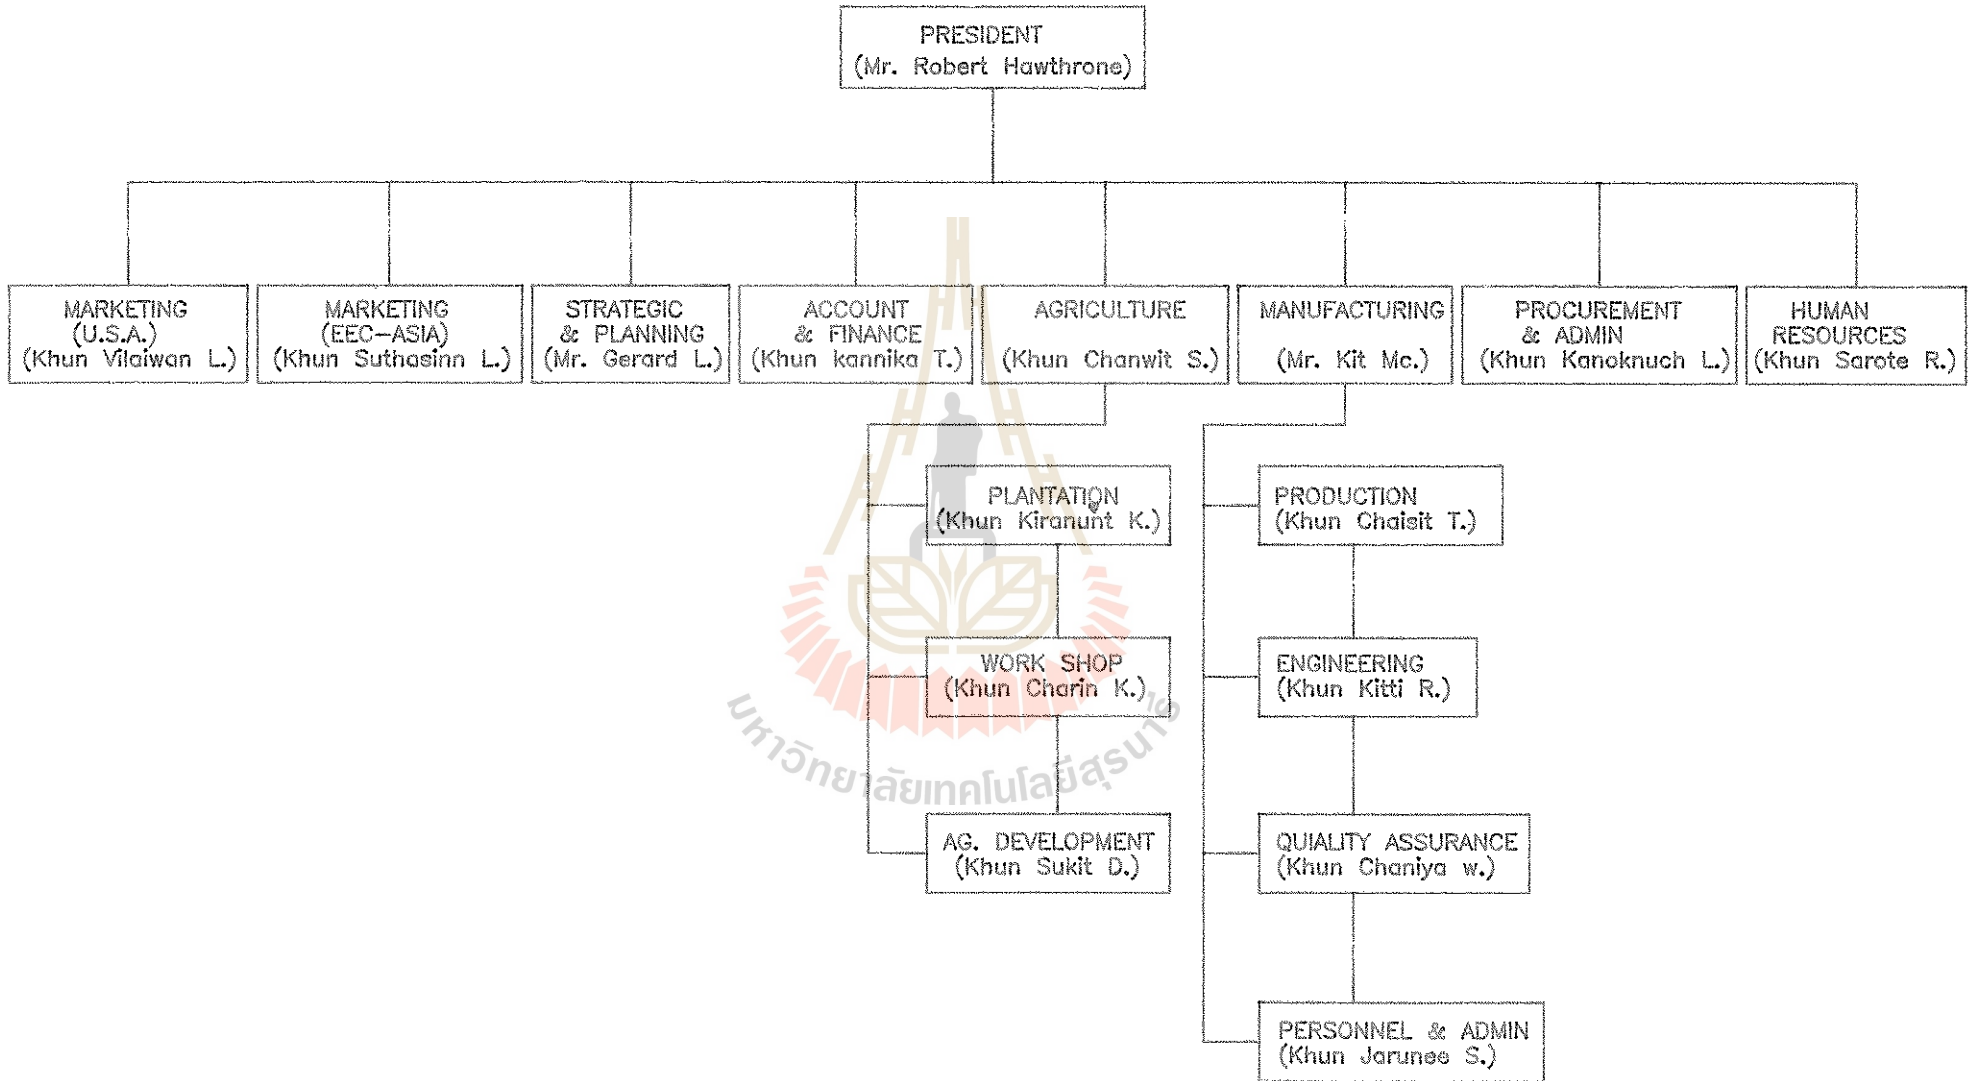 PRESIDENT
(Mr. Robert Hawthrone)
MARKETING
(U.S.A.)
(Khun Vilaiwan L.)
MARKETING
(EEC-ASIA)
(Khun Suthasinn L.)
STRATEGIC
& PLANNING
(Mr. Gerard L.)
ACCOUNT
& FINANCE
(Khun kannika T.)
AGRICULTURE
(Khun Chanwit S.)
MANUFACTURING
(Mr. Kit Mc.)
PROCUREMENT
& ADMIN
(Khun Kanoknuch L.)
HUMAN
RESOURCES
(Khun Sarote R.)
PLANTATION
(Khun Kiranunt K.)
WORK SHOP
(Khun Charin K.)
AG. DEVELOPMENT
(Khun Sukit D.)
PRODUCTION
(Khun Chaisit T.)
ENGINEERING
(Khun Kitti R.)
QUIALITY ASSURANCE
(Khun Chaniya w.)
PERSONNEL & ADMIN
(Khun Jarunee S.)
มหาวิทยาลัยเทคโนโลยีสุรนารี